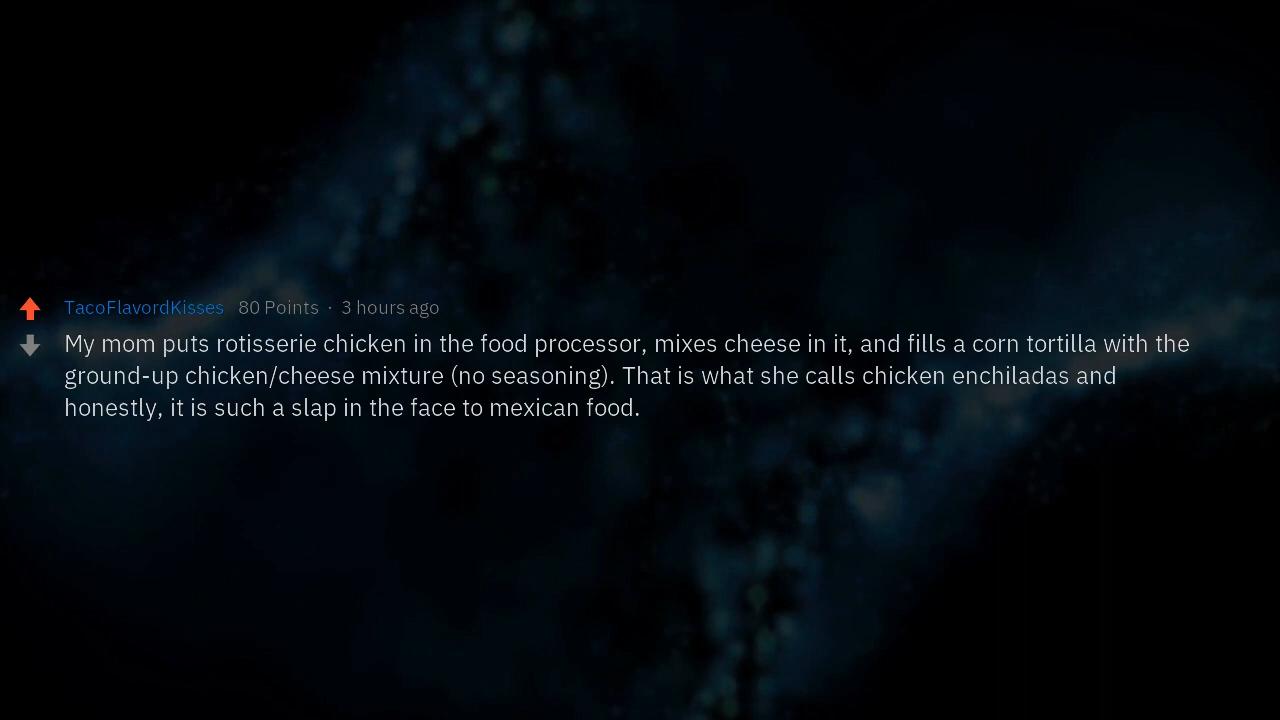 TacoFlavordKisses 80 Points · 3 hours ago
My mom puts rotisserie chicken in the food processor, mixes cheese in it, and fills a corn tortilla with the
ground-up chicken/cheese mixture (no seasoning). That is what she calls chicken enchiladas and
honestly, it is such a slap in the face to mexican food.